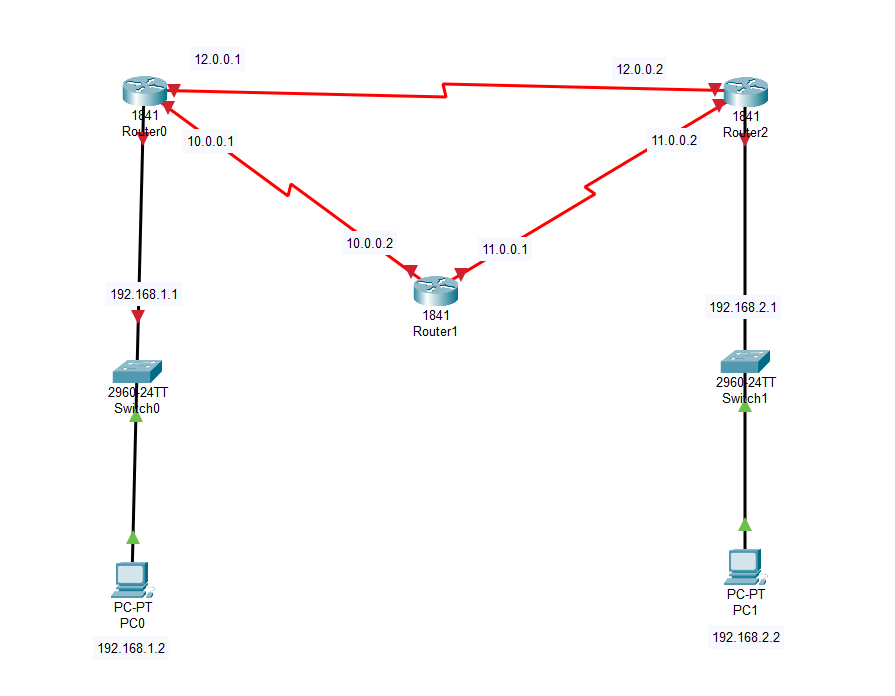 12.0.0.1
12.0.0.2
1841
Router0
1841
Router2
10.0.0.1
11.0.0.2
10.0.0.2
11.0.0.1
192.168.1.1
1841
Router1
192.168.2.1
2960-24TT
Switch0
2960-24TT
Switch1
PC-PT
PC0
192.168.1.2
PC-PT
PC1
192.168.2.2